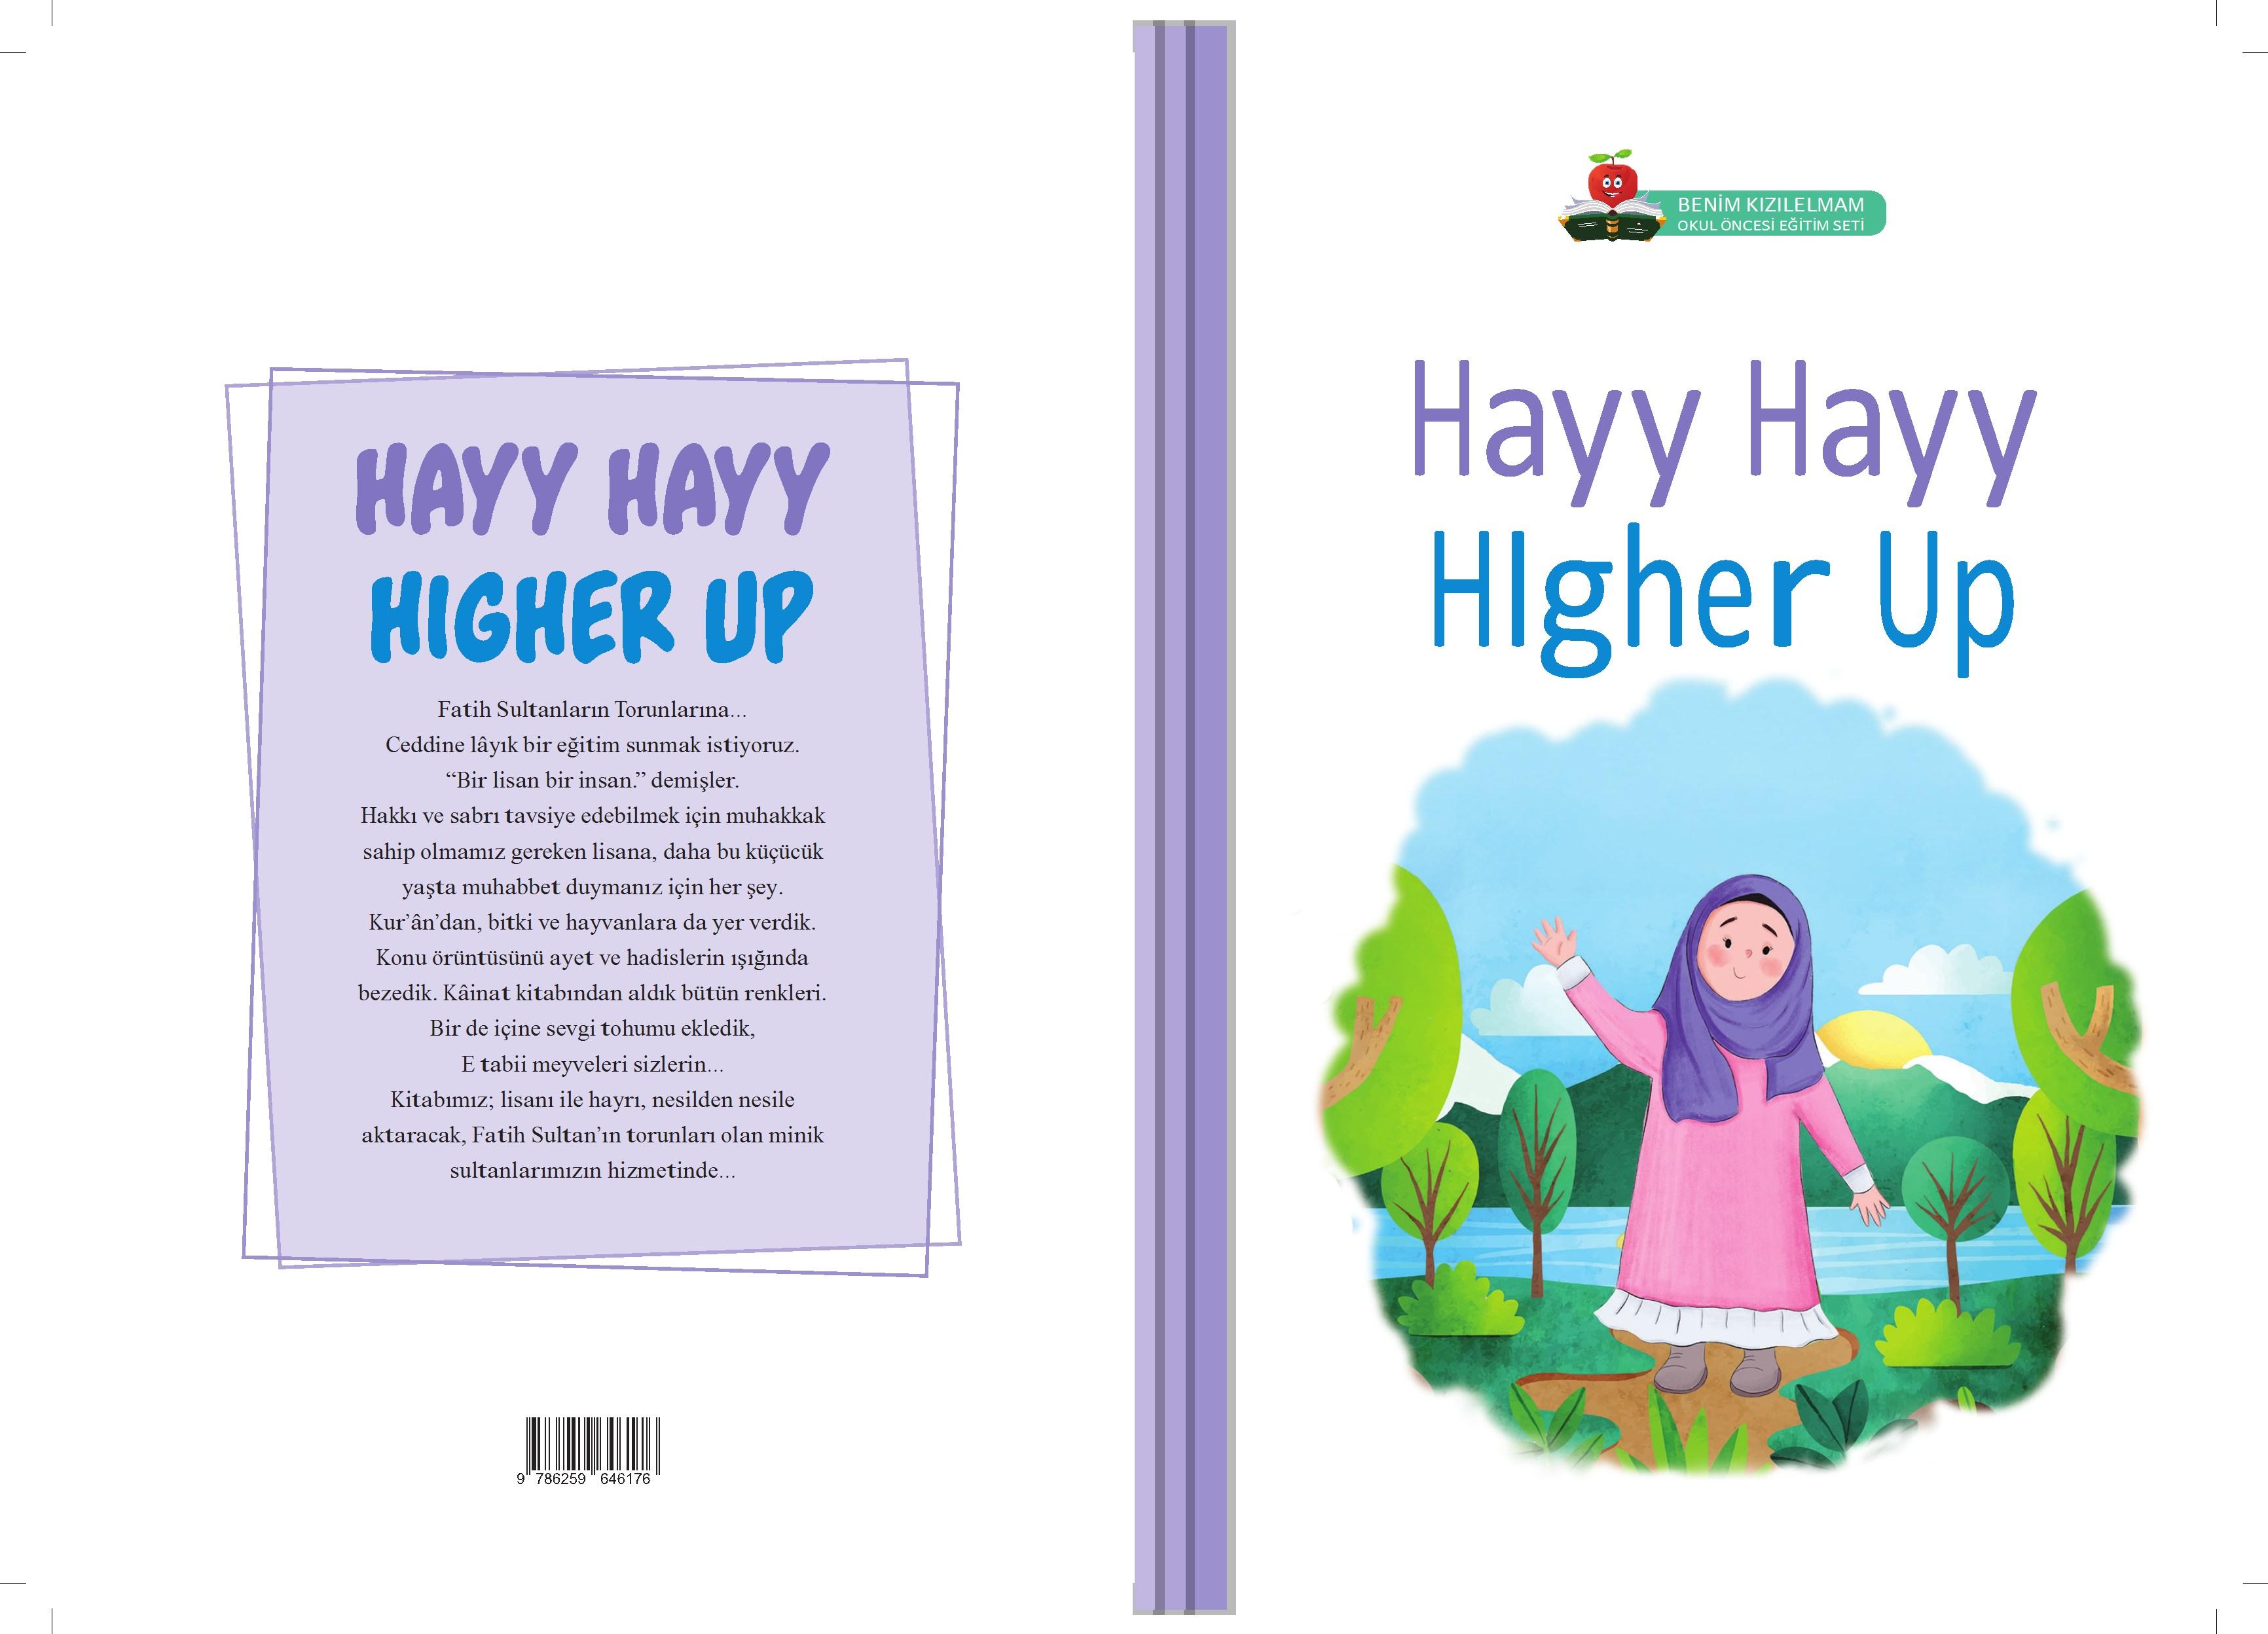 HAYY HAYY
HIGHER UP
Fatih Sultanların Torunlarına...
Ceddine lâyık bir eğitim sunmak istiyoruz.
“Bir lisan bir insan.” demişler.
Hakkı ve sabrı tavsiye edebilmek için muhakkak
sahip olmamız gereken lisana, daha bu küçücük
yaşta muhabbet duymanız için her şey.
Kur’ân’dan, bitki ve hayvanlara da yer verdik.
Konu örüntüsünü ayet ve hadislerin ışığında
bezedik. Kâinat kitabından aldık bütün renkleri.
Bir de içine sevgi tohumu ekledik,
E tabii meyveleri sizlerin...
Kitabımız; lisanı ile hayrı, nesilden nesile
aktaracak, Fatih Sultan’ın torunları olan minik
sultanlarımızın hizmetinde...
9 786259 646176
BENİM KIZILELMAM
OKUL ÖNCESİ EĞİTİM SETİ
Hayy Hayy
HIgher Up